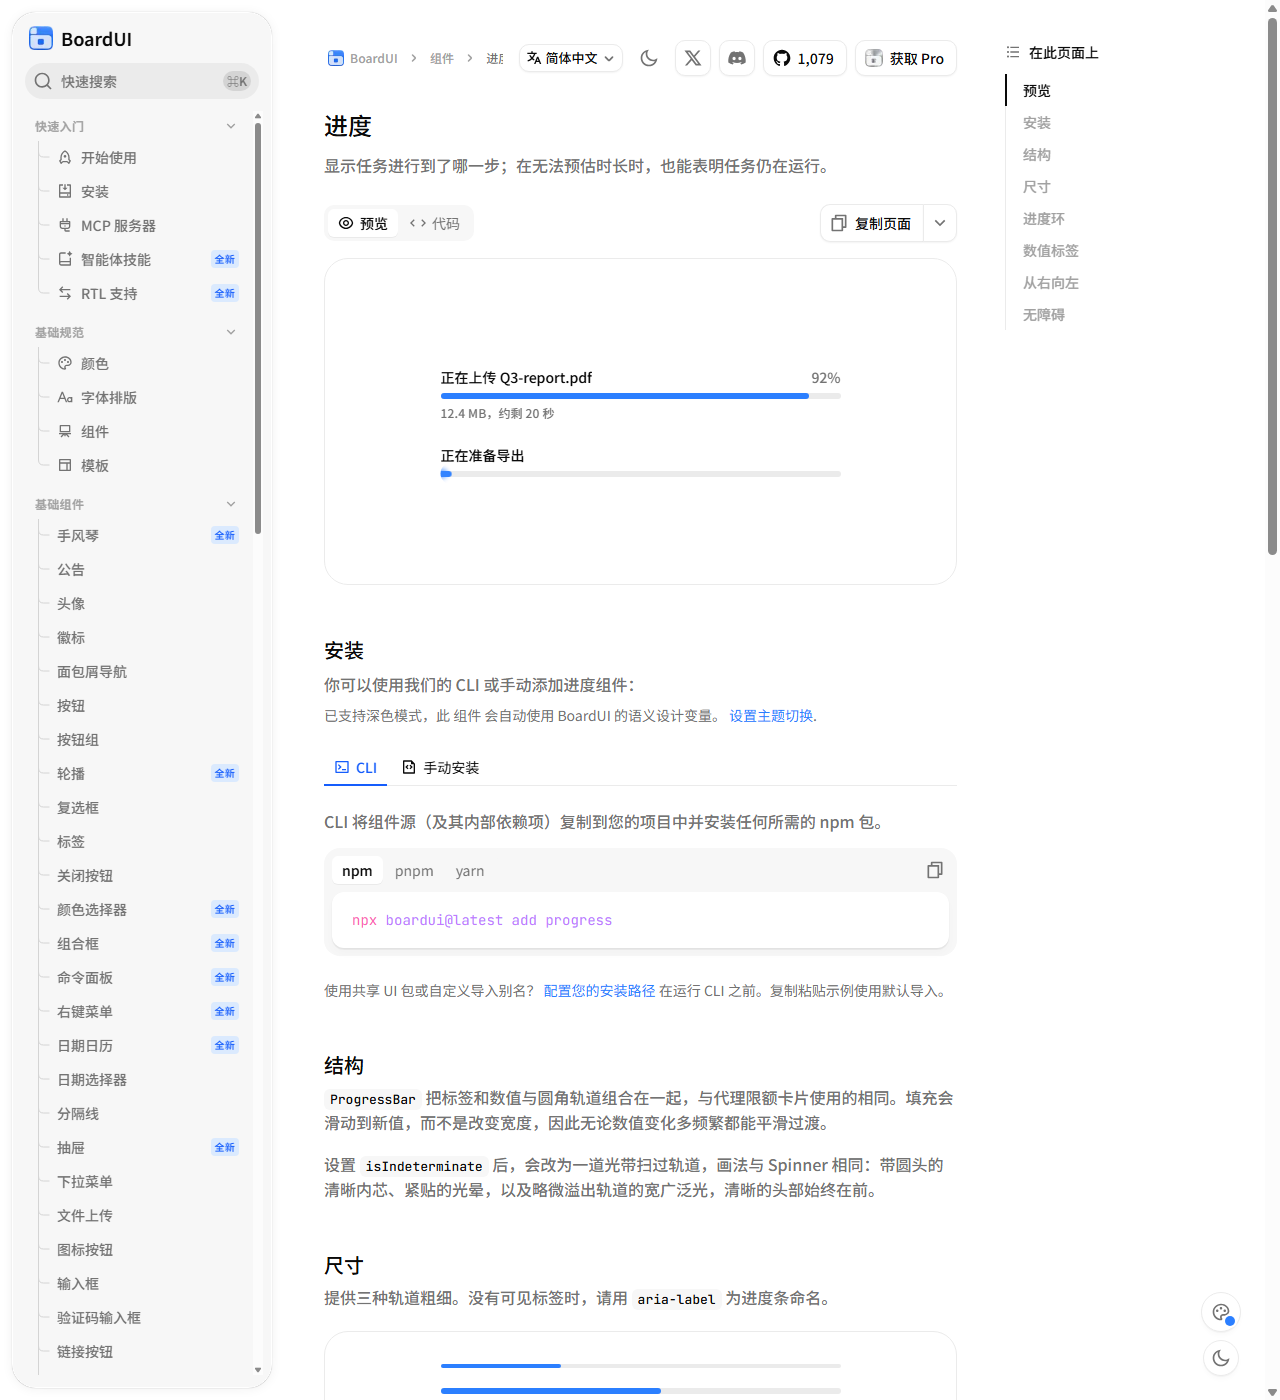 BoardUI
快速搜索
⌘K
快速入门
开始使用
安装
MCP 服务器
智能体技能
全新
RTL 支持
全新
基础规范
颜色
字体排版
组件
模板
基础组件
手风琴
全新
公告
头像
徽标
面包屑导航
按钮
按钮组
轮播
全新
复选框
标签
关闭按钮
颜色选择器
全新
组合框
全新
命令面板
全新
右键菜单
全新
日期日历
全新
日期选择器
分隔线
抽屉
全新
下拉菜单
文件上传
图标按钮
输入框
验证码输入框
链接按钮
BoardUI
组件
进度
简体中文
1,079
获取 Pro
进度
显示任务进行到了哪一步；在无法预估时长时，也能表明任务仍在运行。
预览
代码
复制页面
正在上传 Q3-report.pdf
92%
12.4 MB，约剩 20 秒
正在准备导出
安装
你可以使用我们的 CLI 或手动添加进度组件：
已支持深色模式，此 组件 会自动使用 BoardUI 的语义设计变量。 设置主题切换.
CLI
手动安装
CLI 将组件源（及其内部依赖项）复制到您的项目中并安装任何所需的 npm 包。
npm
pnpm
yarn
npx boardui@latest add progress
使用共享 UI 包或自定义导入别名？ 配置您的安装路径 在运行 CLI 之前。复制粘贴示例使用默认导入。
结构
ProgressBar 把标签和数值与圆角轨道组合在一起，与代理限额卡片使用的相同。填充会
滑动到新值，而不是改变宽度，因此无论数值变化多频繁都能平滑过渡。
设置 isIndeterminate 后，会改为一道光带扫过轨道，画法与 Spinner 相同：带圆头的
清晰内芯、紧贴的光晕，以及略微溢出轨道的宽广泛光，清晰的头部始终在前。
尺寸
提供三种轨道粗细。没有可见标签时，请用 aria-label 为进度条命名。
在此页面上
预览
安装
结构
尺寸
进度环
数值标签
从右向左
无障碍